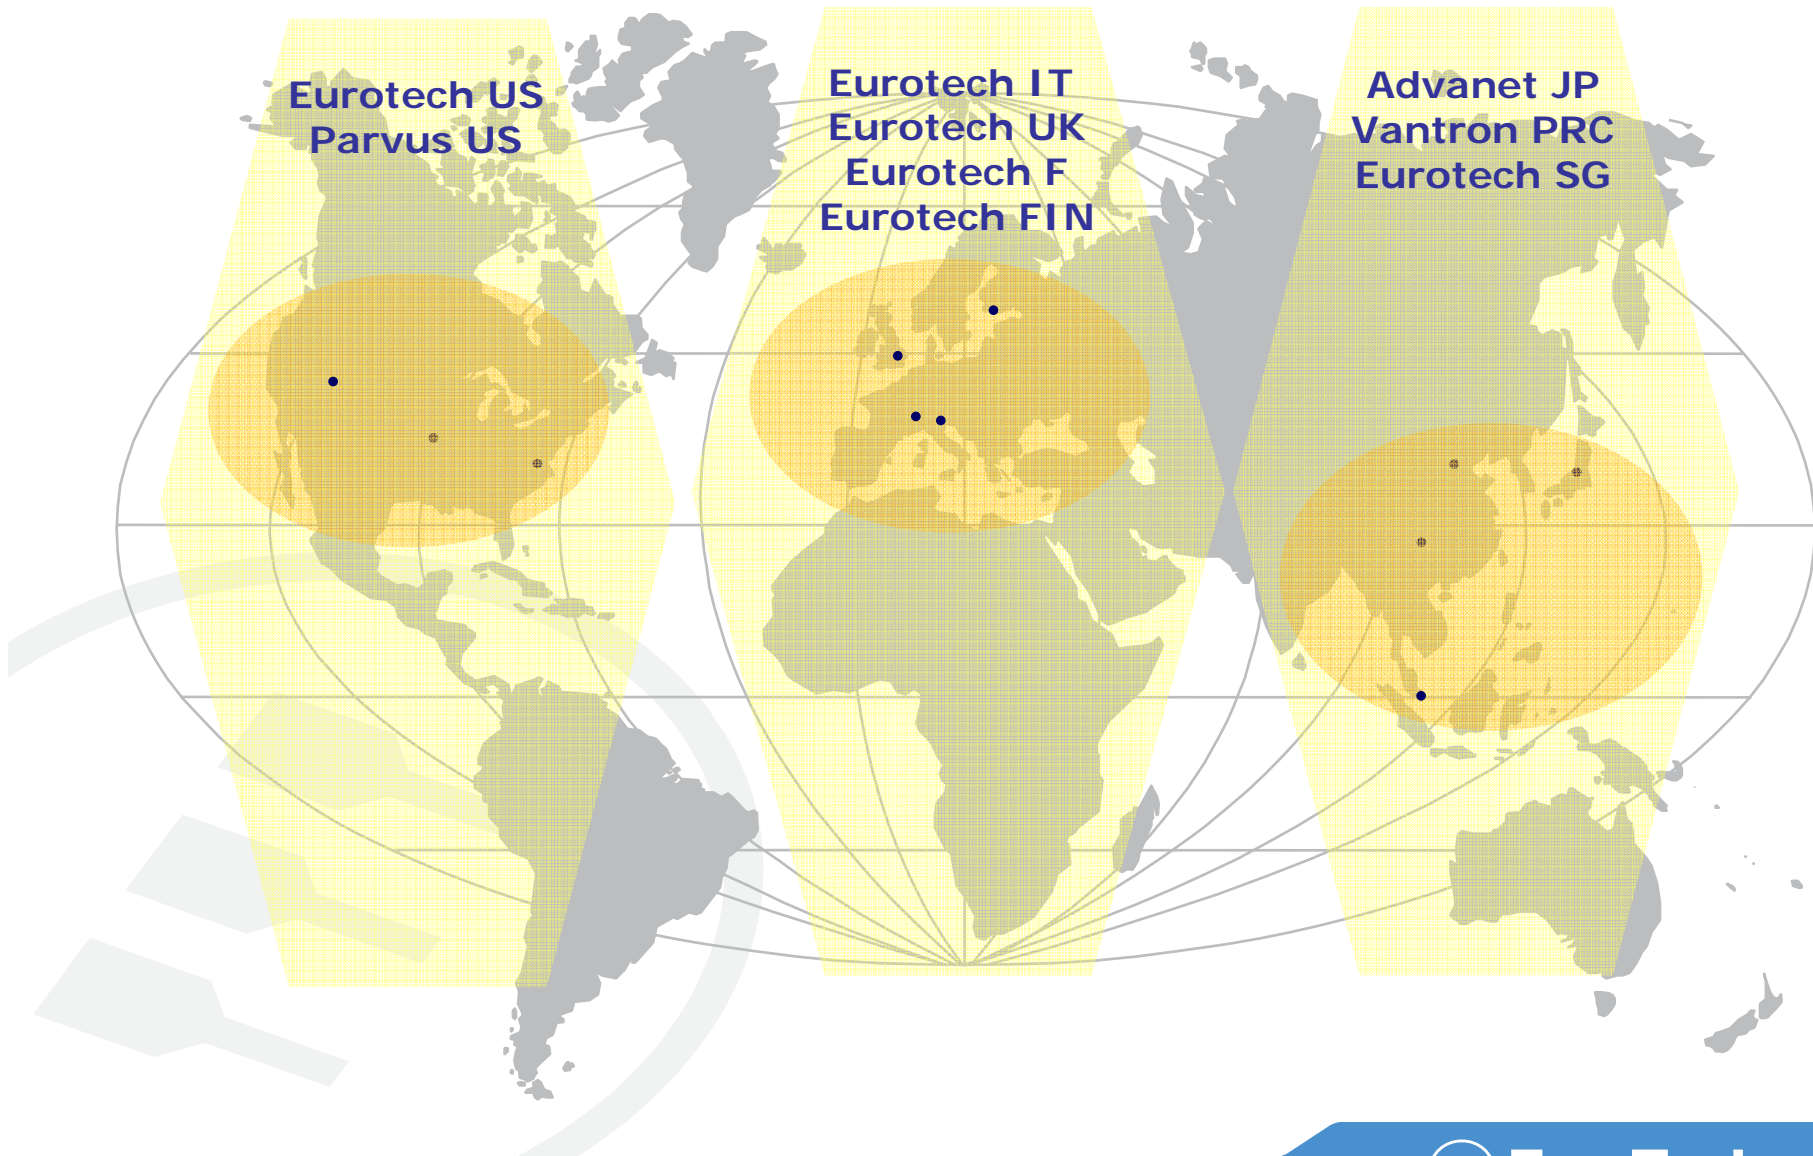 Eurotech US
Parvus US
Eurotech IT
Eurotech UK
Eurotech F
Eurotech FIN
Advanet JP
Vantron PRC
Eurotech SG